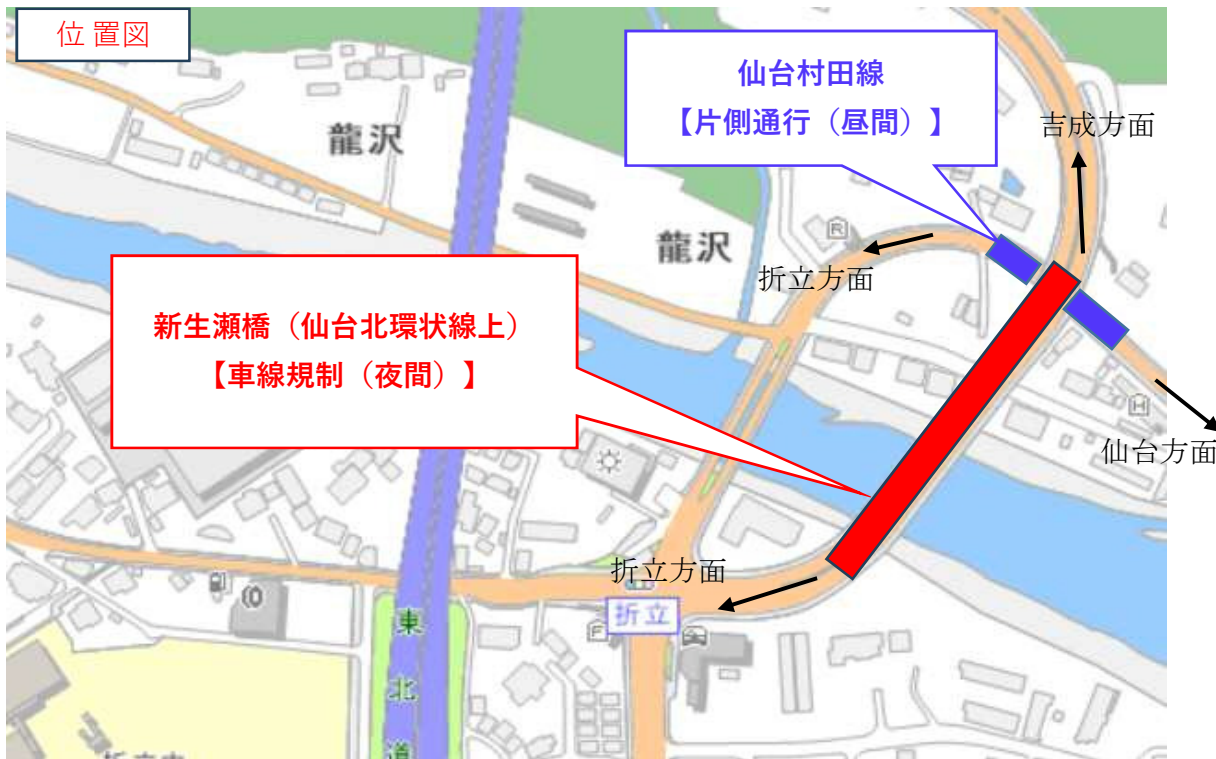 位置図
仙台村田線
【片側通行（昼間）】
吉成方面
龍沢
龍沢
折立方面
新生瀬橋（仙台北環状線上）
【車線規制（夜間）】
仙台方面
折立方面
折立
東北道